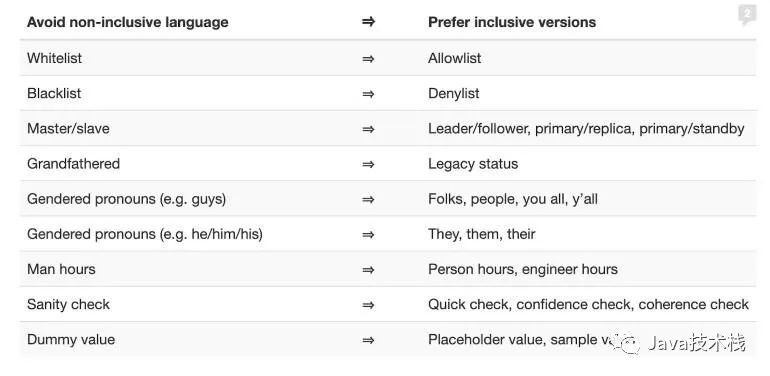 Avoid non-inclusive language ⇒ Prefer inclusive versions
2
Whitelist ⇒ Allowlist
Blacklist ⇒ Denylist
Master/slave ⇒ Leader/follower, primary/replica, primary/standby
Grandfathered ⇒ Legacy status
Gendered pronouns (e.g. guys) ⇒ Folks, people, you all, y’all
Gendered pronouns (e.g. he/him/his) ⇒ They, them, their
Man hours ⇒ Person hours, engineer hours
Sanity check ⇒ Quick check, confidence check, coherence check
Dummy value ⇒ Placeholder value, sample
Java技术栈